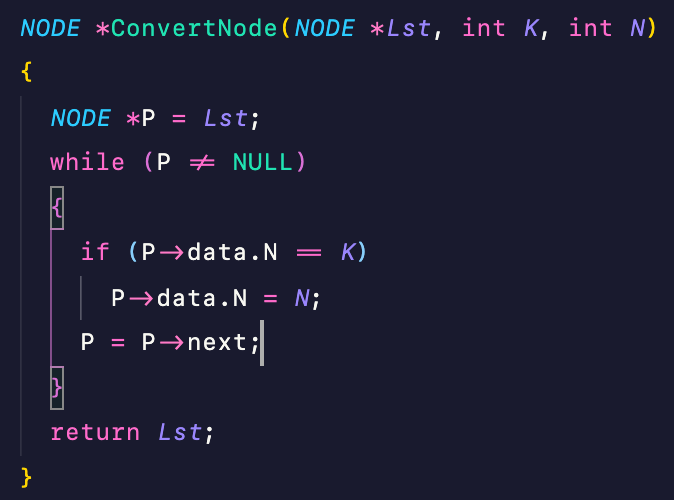 NODE *ConvertNode(NODE *Lst, int K, int N)
{
NODE *P = Lst;
while (P != NULL)
{
if (P->data.N == K)
P->data.N = N;
P = P->next;
}
return Lst;
}